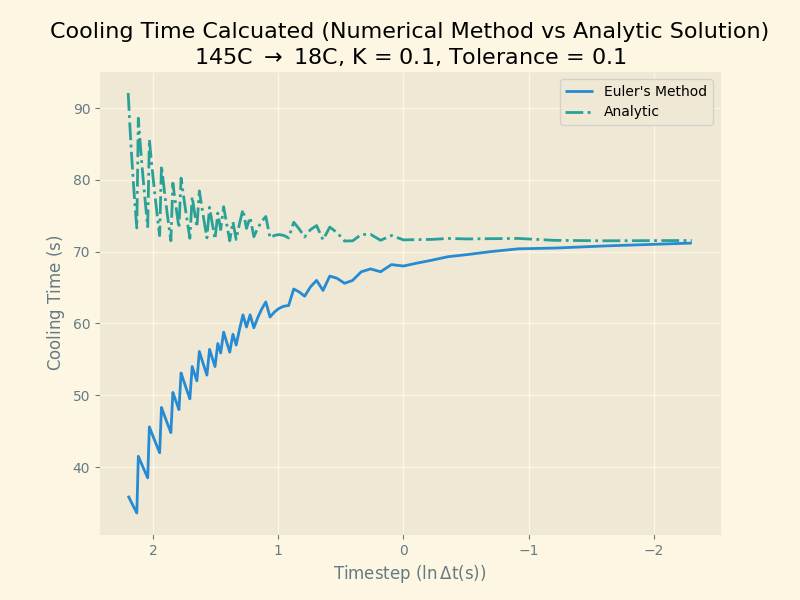 Cooling Time Calcuated (Numerical Method vs Analytic Solution)
145C → 18C, K = 0.1, Tolerance = 0.1
Euler's Method
Analytic
90
80
70
60
50
40
Cooling Time (s)
2 1 0 −1 −2
Timestep (ln Δt(s))